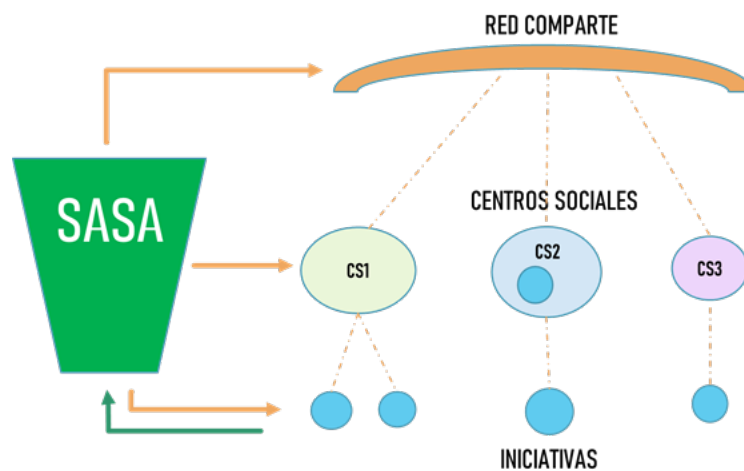 RED COMPARTE
SASA
CENTROS SOCIALES
CS1
CS2
CS3
INICIATIVAS